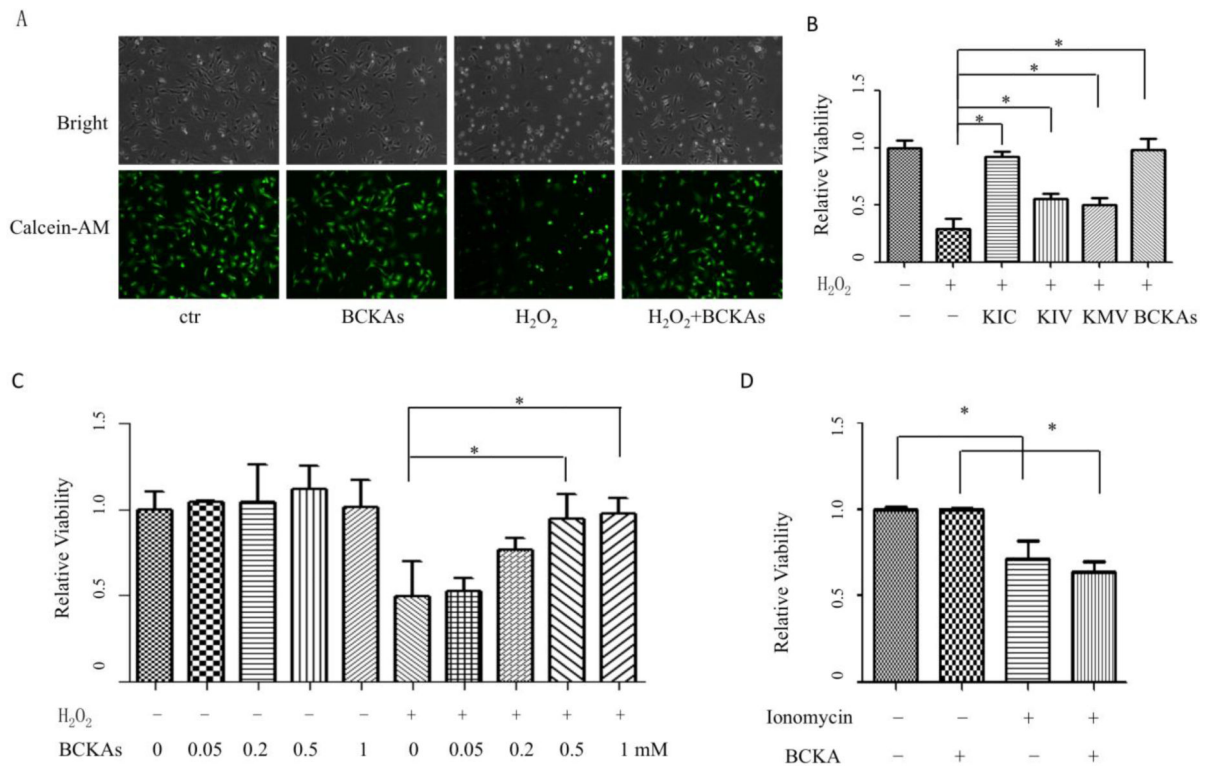 A
Bright
Calcein-AM
ctr
BCKAs
H₂O₂
H₂O₂+BCKAs
B
Relative Viability
1.5
1.0
0.5
0
* * * *
H₂O₂ − + + + + +
− − KIC KIV KMV BCKAs
C
Relative Viability
1.5
1.0
0.5
0
* *
H₂O₂ − − − − − + + + + +
BCKAs 0 0.05 0.2 0.5 1 0 0.05 0.2 0.5 1 mM
D
Relative Viability
1.5
1.0
0.5
0
* *
Ionomycin − − + +
BCKA − + − +